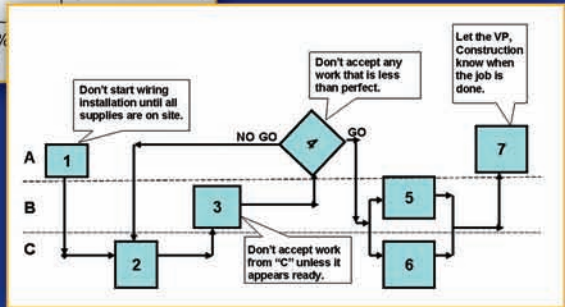 %
Don't start wiring
installation until all
supplies are on site.
Don't accept any
work that is less
than perfect.
Let the VP,
Construction
know when
the job is
done.
NO GO
4
GO
A
1
7
B
3
5
C
2
Don't accept work
from "C" unless it
appears ready.
6